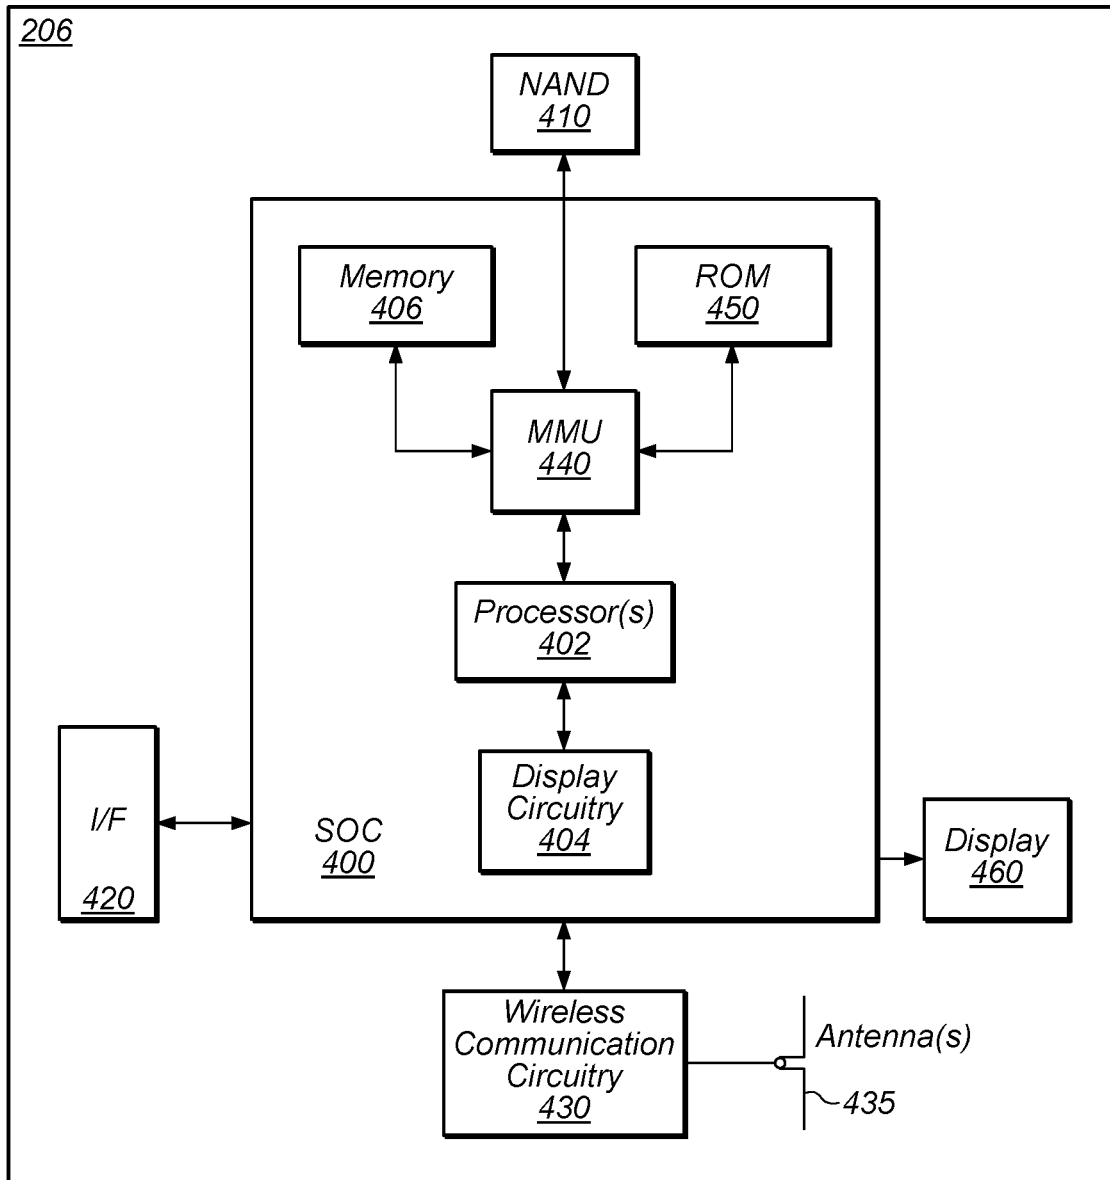 206
NAND
410
Memory
406
ROM
450
MMU
440
Processor(s)
402
Display
Circuitry
404
I/F
420
SOC
400
Display
460
Wireless
Communication
Circuitry
430
Antenna(s)
435